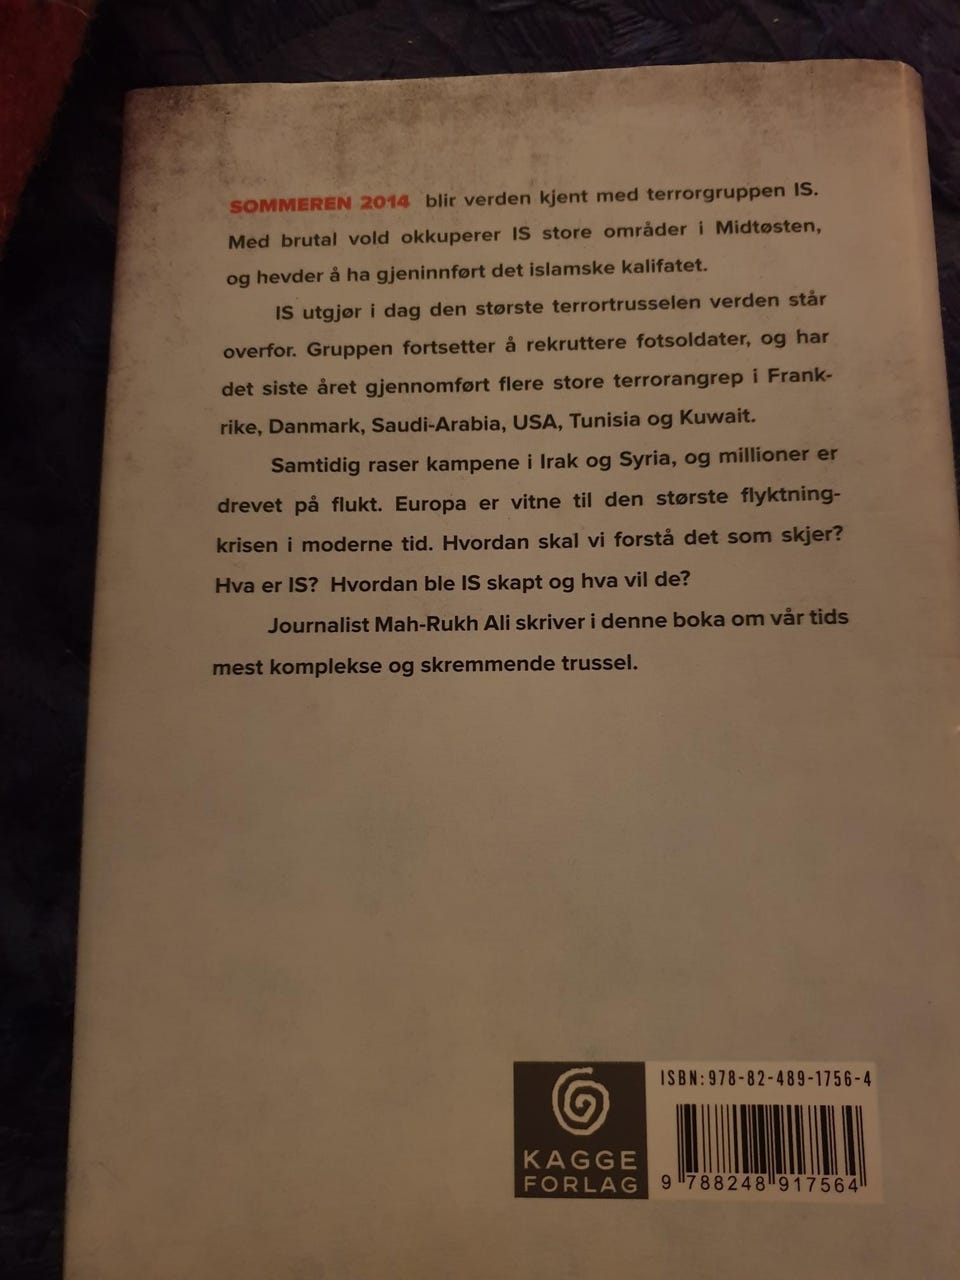 SOMMEREN 2014 blir verden kjent med terrorgruppen IS.
Med brutal vold okkuperer IS store områder i Midtøsten,
og hevder å ha gjeninnført det islamske kalifatet.
IS utgjør i dag den største terrortrusselen verden står
overfor. Gruppen fortsetter å rekruttere fotsoldater, og har
det siste året gjennomført flere store terrorangrep i Frank-
rike, Danmark, Saudi-Arabia, USA, Tunisia og Kuwait.
Samtidig raser kampene i Irak og Syria, og millioner er
drevet på flukt. Europa er vitne til den største flyktning-
krisen i moderne tid. Hvordan skal vi forstå det som skjer?
Hva er IS? Hvordan ble IS skapt og hva vil de?
Journalist Mah-Rukh Ali skriver i denne boka om vår tids
mest komplekse og skremmende trussel.
ISBN: 978-82-489-1756-4
KAGGE
FORLAG
9 788248 917564